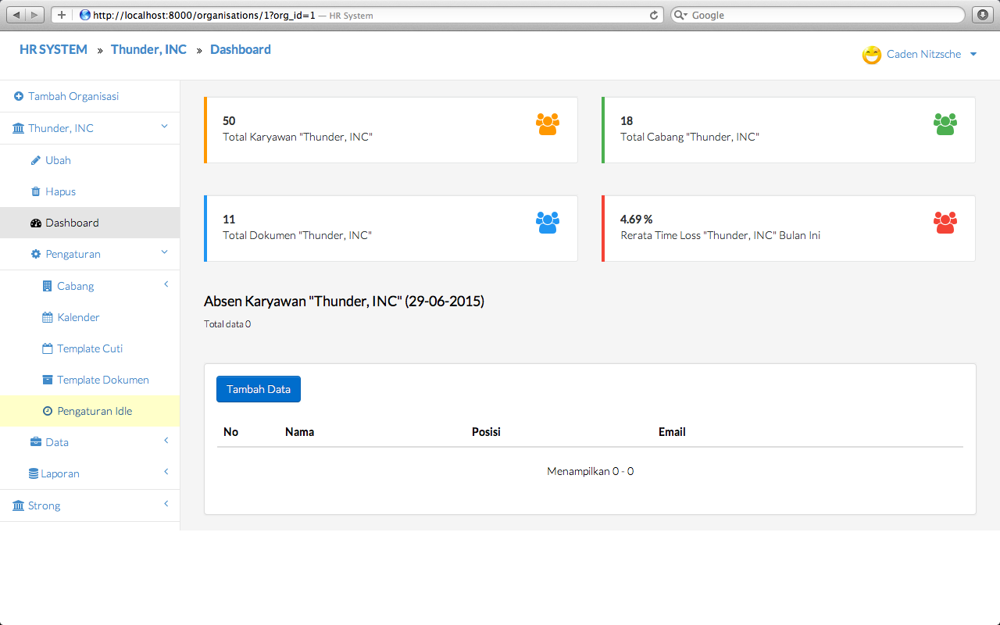 http://localhost:8000/organisations/1?org_id=1 — HR System
Google
HR SYSTEM » Thunder, INC » Dashboard
Caden Nitzsche
Tambah Organisasi
Thunder, INC
Ubah
Hapus
Dashboard
Pengaturan
Cabang
Kalender
Template Cuti
Template Dokumen
Pengaturan Idle
Data
Laporan
Strong
50
Total Karyawan "Thunder, INC"
18
Total Cabang "Thunder, INC"
11
Total Dokumen "Thunder, INC"
4.69 %
Rerata Time Loss "Thunder, INC" Bulan Ini
Absen Karyawan "Thunder, INC" (29-06-2015)
Total data 0
Tambah Data
No Nama Posisi Email
Menampilkan 0 - 0